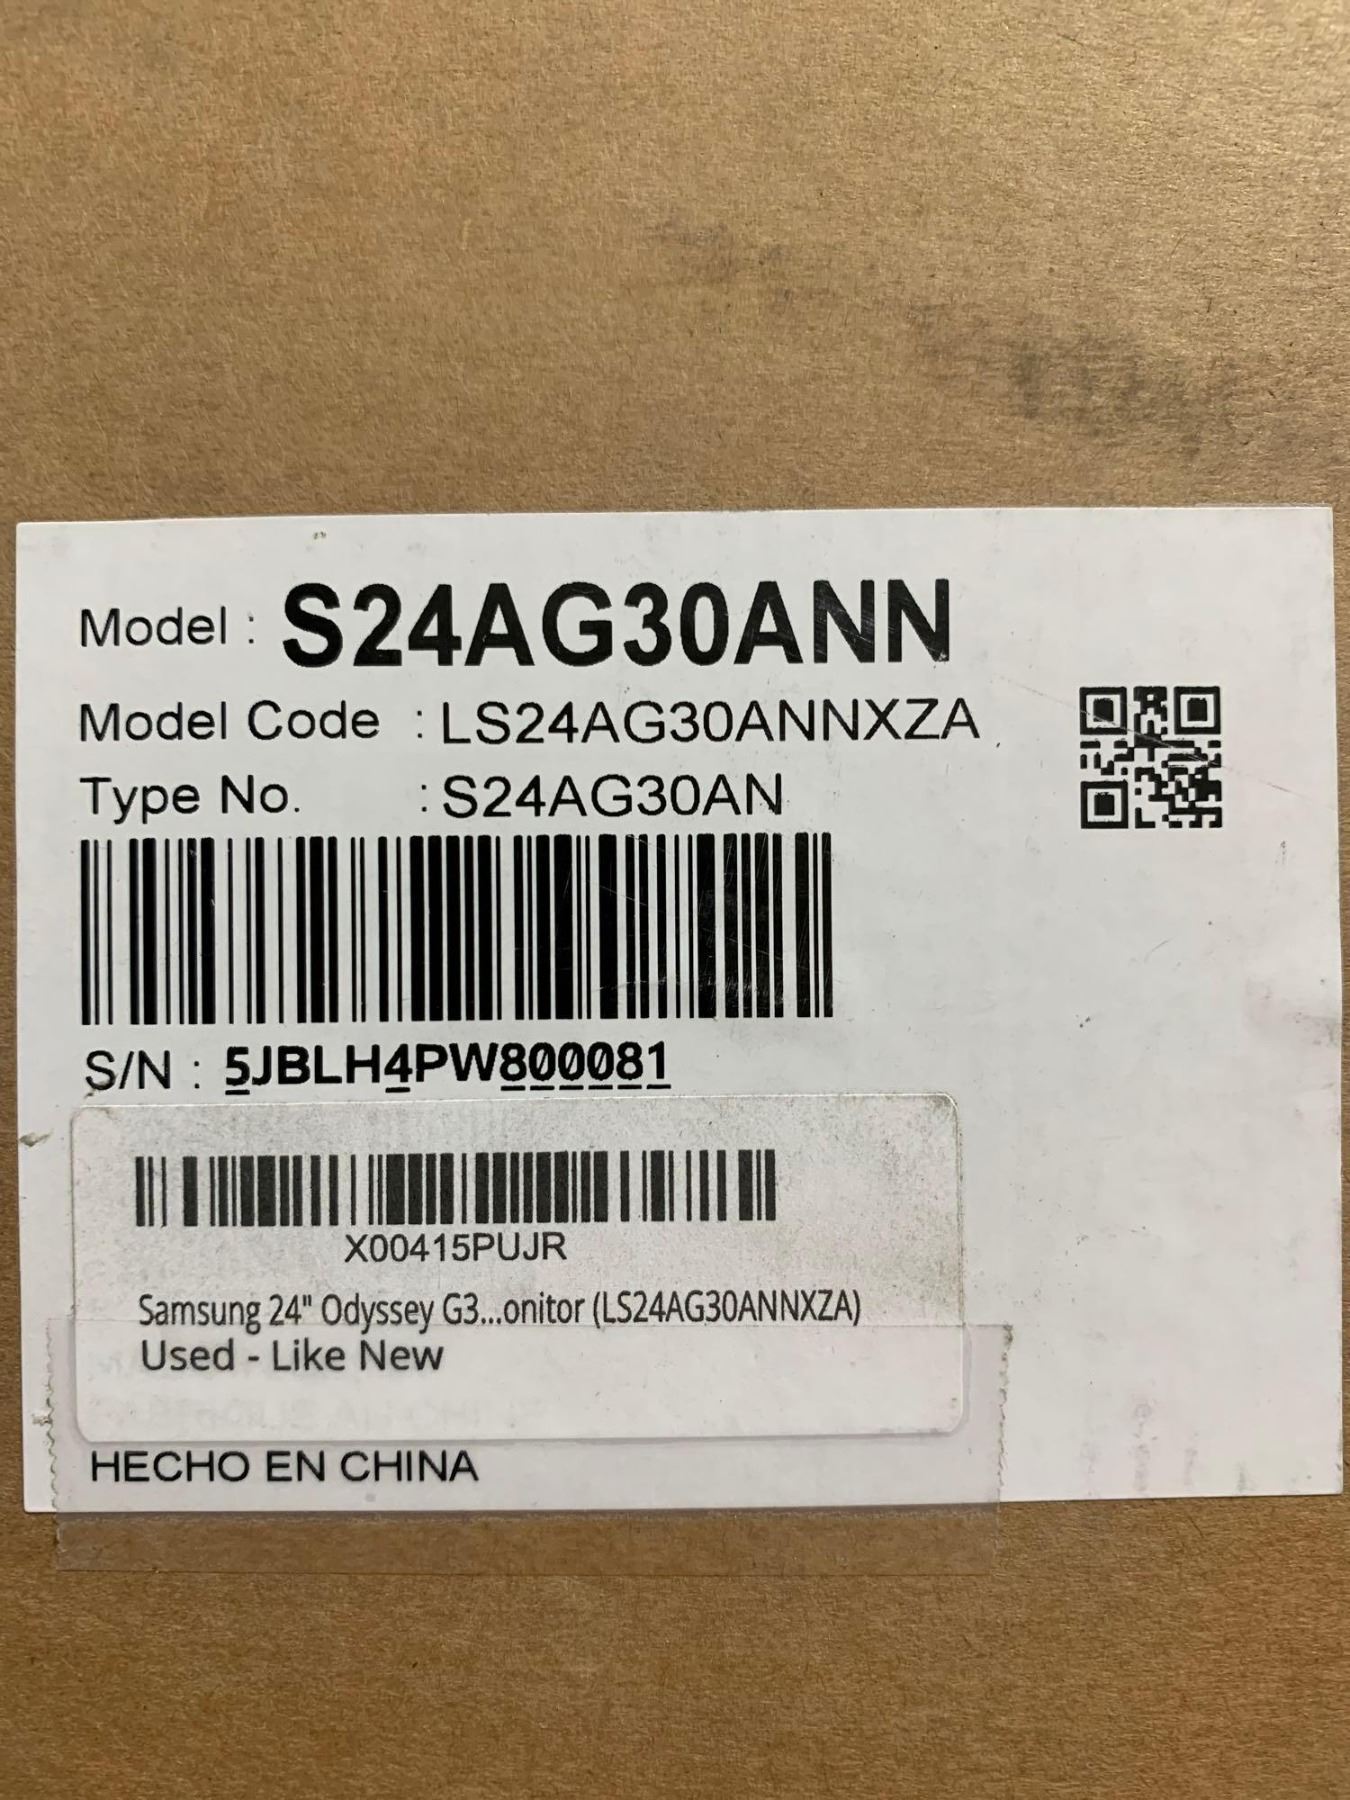 Model : S24AG30ANN
Model Code : LS24AG30ANNXZA
Type No. : S24AG30AN
S/N : 5JBLH4PW800081
X00415PUJR
Samsung 24" Odyssey G3...onitor (LS24AG30ANNXZA)
Used - Like New
HECHO EN CHINA